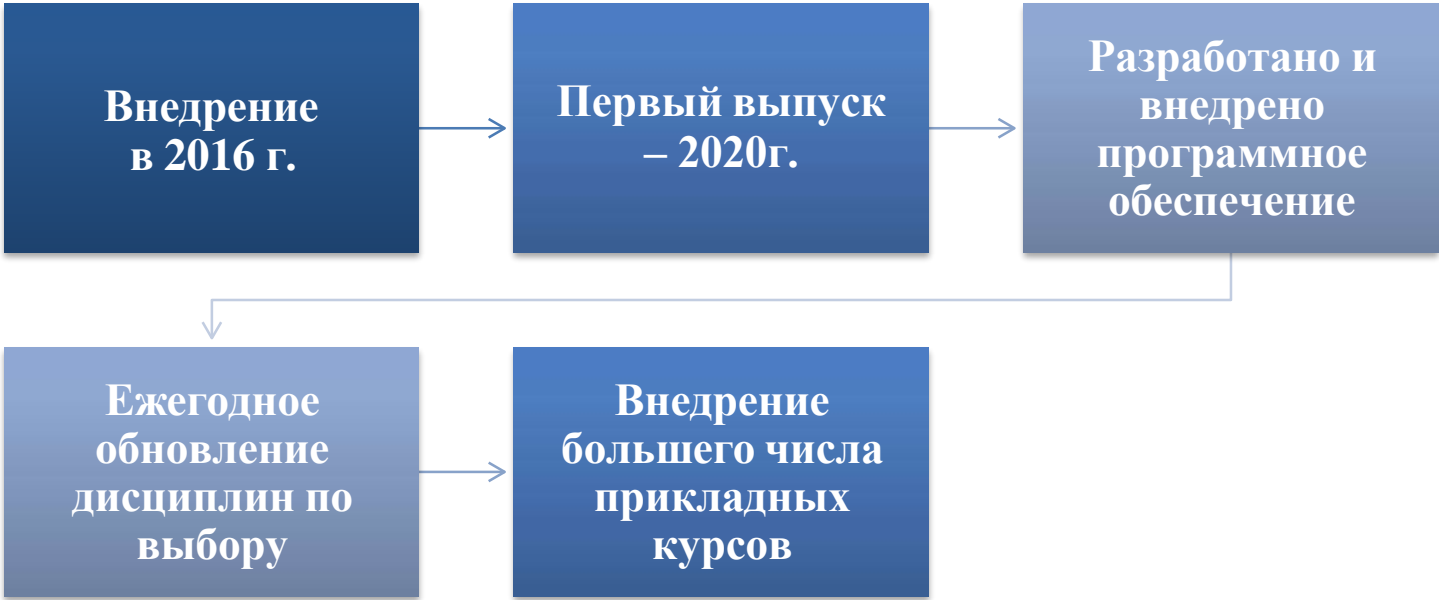 Внедрение
в 2016 г.
Первый выпуск
– 2020г.
Разработано и
внедрено
программное
обеспечение
Ежегодное
обновление
дисциплин по
выбору
Внедрение
большего числа
прикладных
курсов